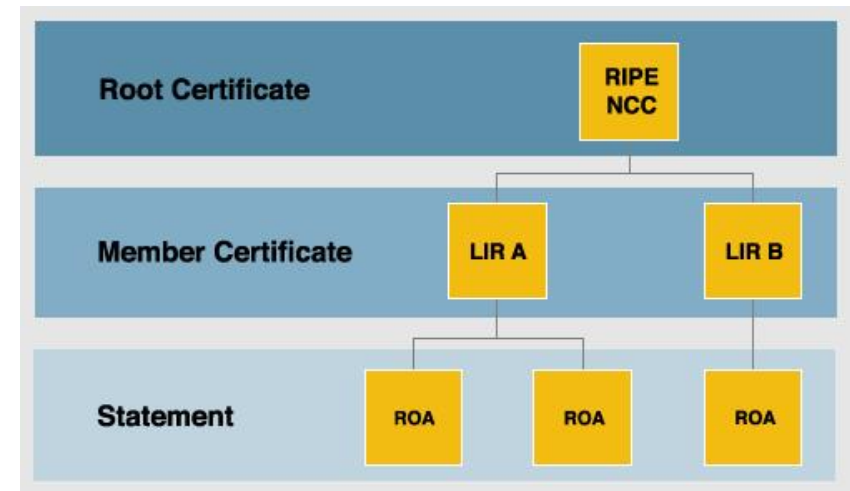 Root Certificate
RIPE
NCC
Member Certificate
LIR A
LIR B
Statement
ROA
ROA
ROA